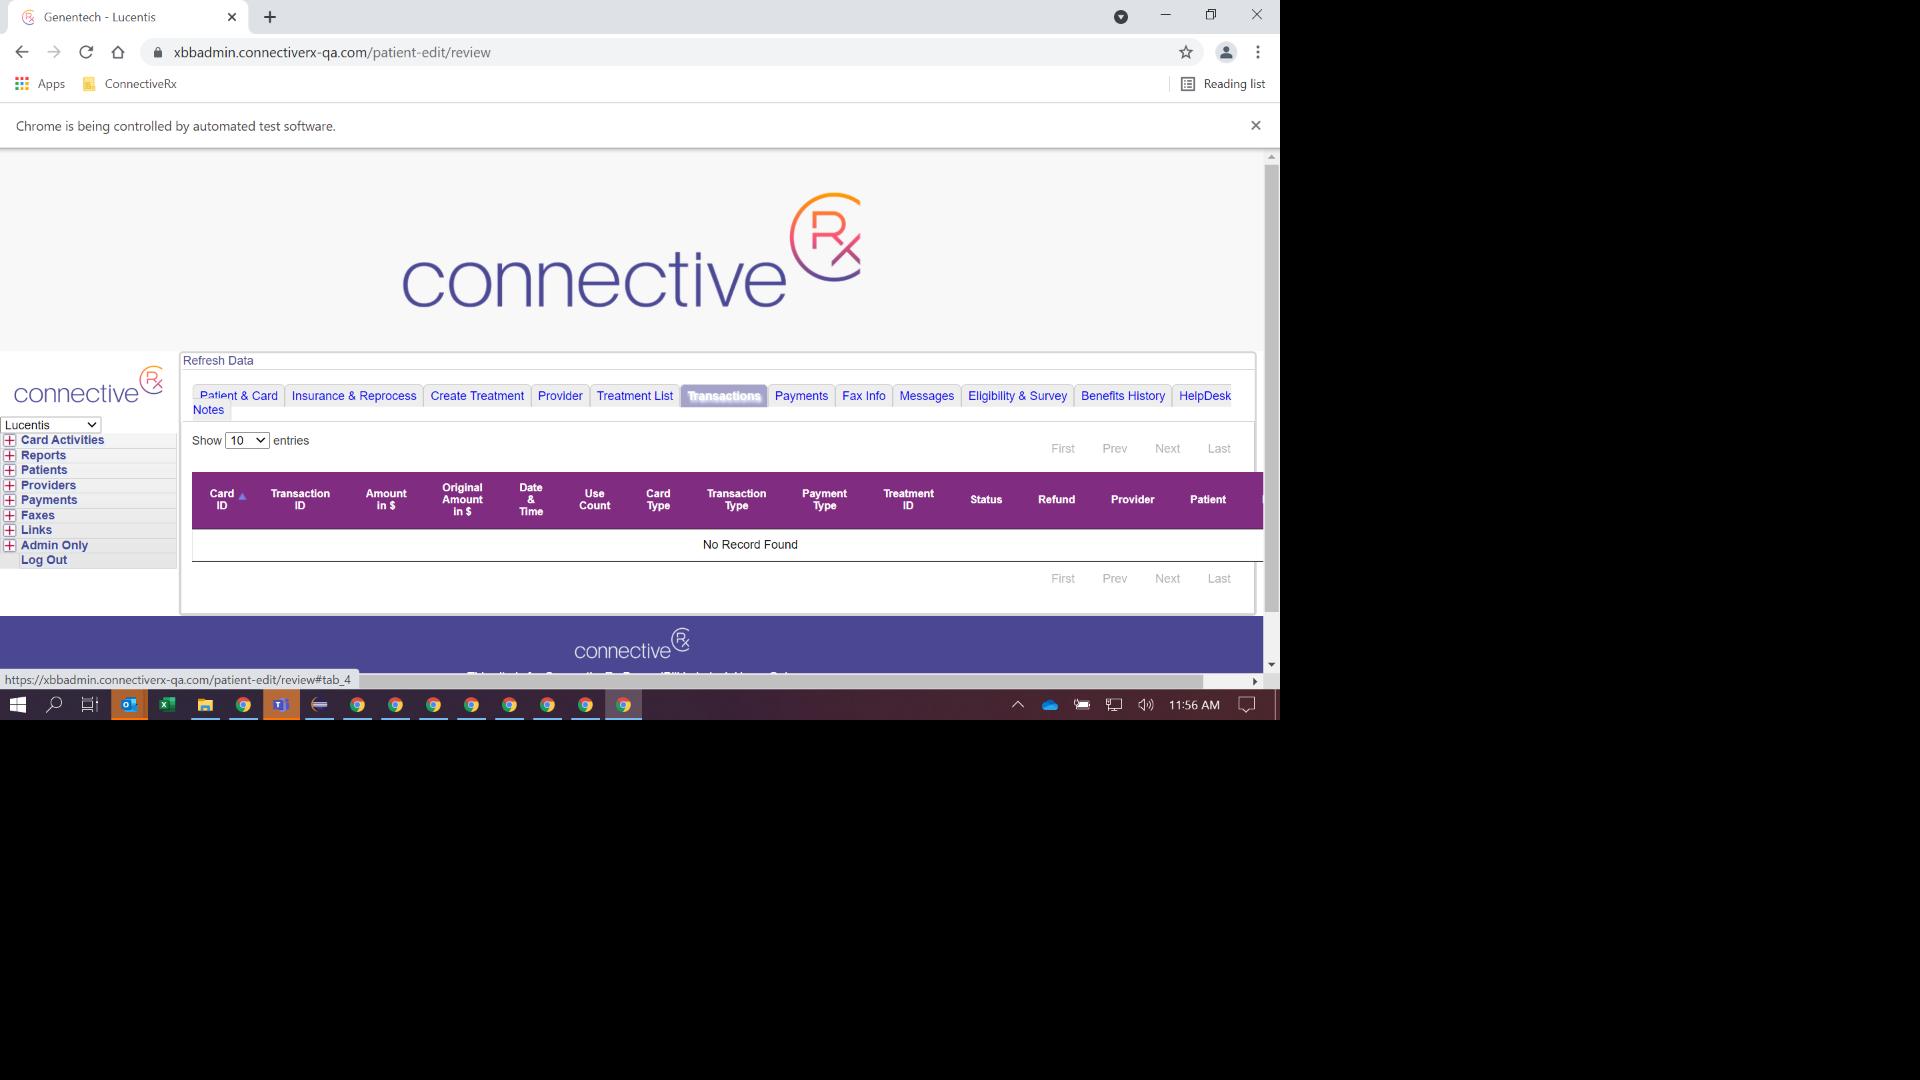 Genentech - Lucentis
xbbadmin.connectiverx-qa.com/patient-edit/review
Apps ConnectiveRx Reading list
Chrome is being controlled by automated test software.
connective Rx
connective Rx
Refresh Data
Patient & Card Insurance & Reprocess Create Treatment Provider Treatment List Transactions Payments Fax Info Messages Eligibility & Survey Benefits History HelpDesk
Notes
Lucentis
Card Activities
Reports
Patients
Providers
Payments
Faxes
Links
Admin Only
Log Out
Show 10 entries
First Prev Next Last
Card ID Transaction ID Amount in $ Original Amount in $ Date & Time Use Count Card Type Transaction Type Payment Type Treatment ID Status Refund Provider Patient
No Record Found
First Prev Next Last
connective Rx
https://xbbadmin.connectiverx-qa.com/patient-edit/review#tab_4
11:56 AM